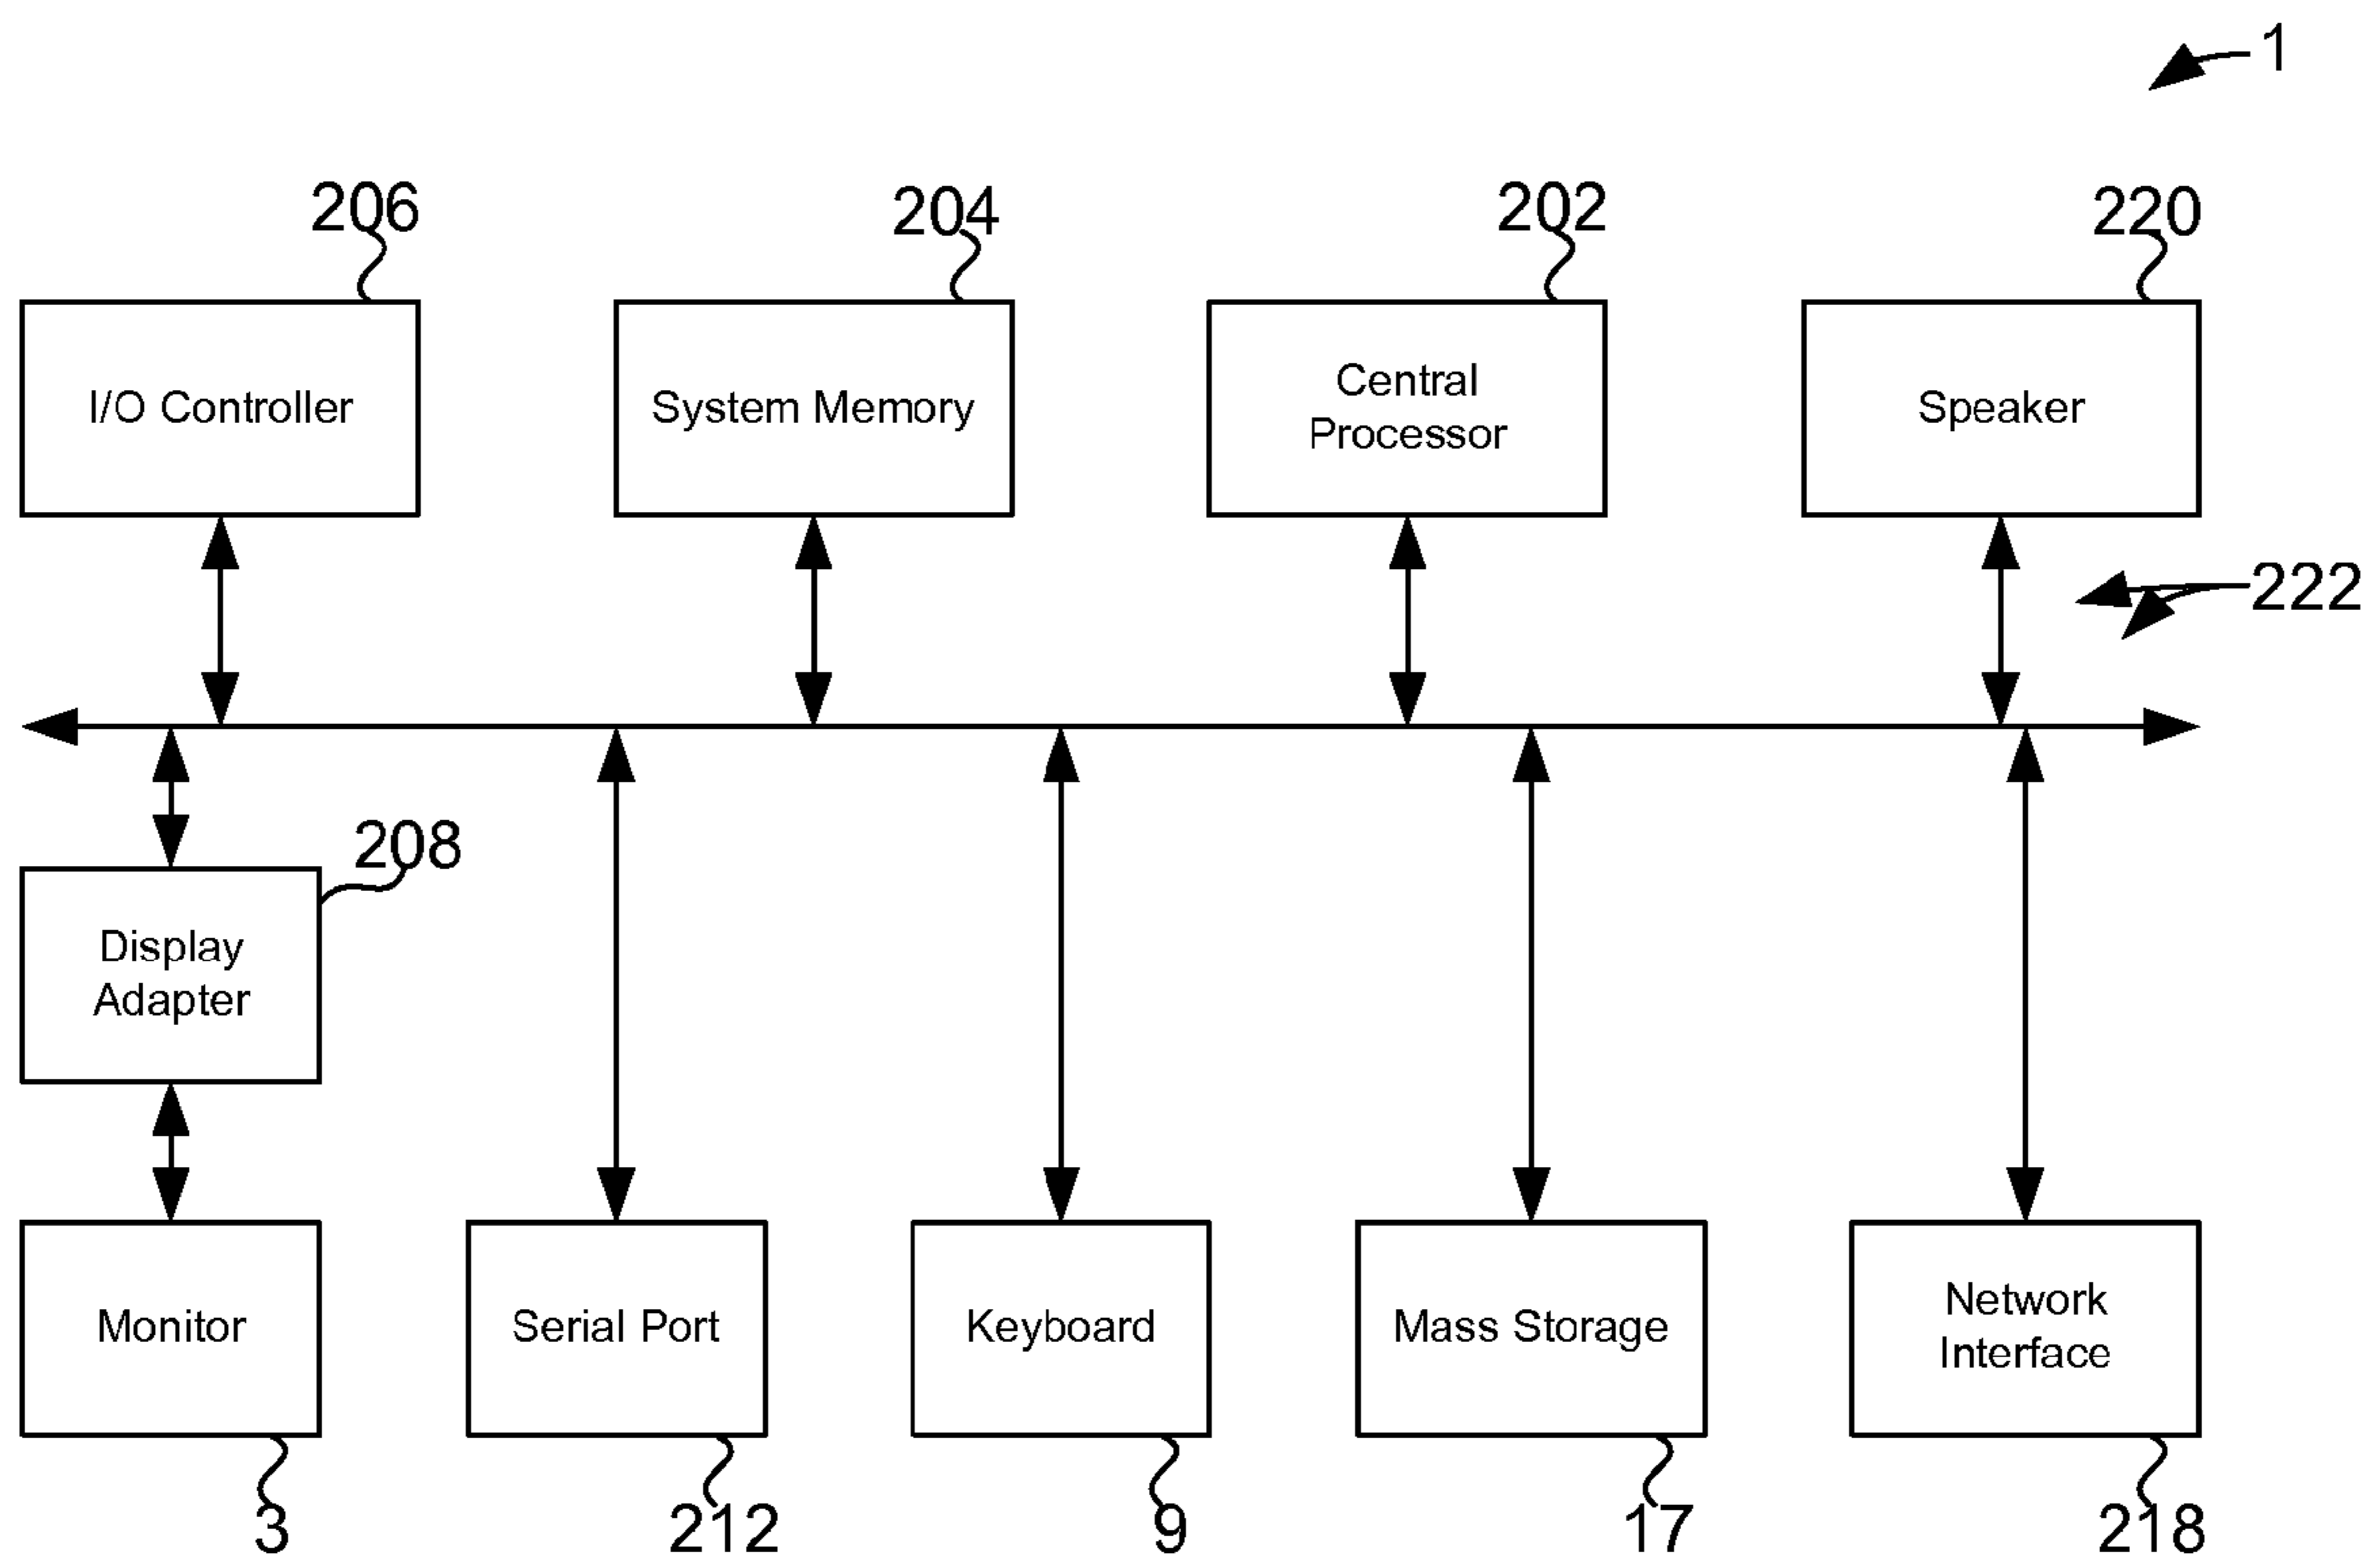 1
206
204
202
220
I/O Controller
System Memory
Central
Processor
Speaker
222
208
Display
Adapter
Monitor
Serial Port
Keyboard
Mass Storage
Network
Interface
3
212
9
17
218